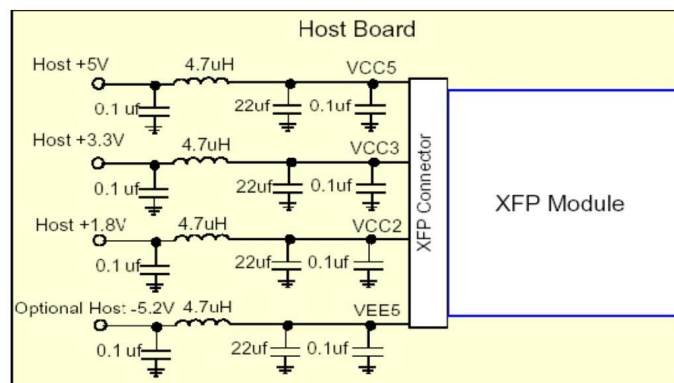 Host Board
Host +5V
4.7uH
VCC5
0.1 uf
22uf
0.1uf
Host +3.3V
4.7uH
VCC3
0.1 uf
22uf
0.1uf
Host +1.8V
4.7uH
VCC2
0.1 uf
22uf
0.1uf
Optional Host -5.2V
4.7uH
VEE5
0.1 uf
22uf
0.1uf
XFP Connector
XFP Module